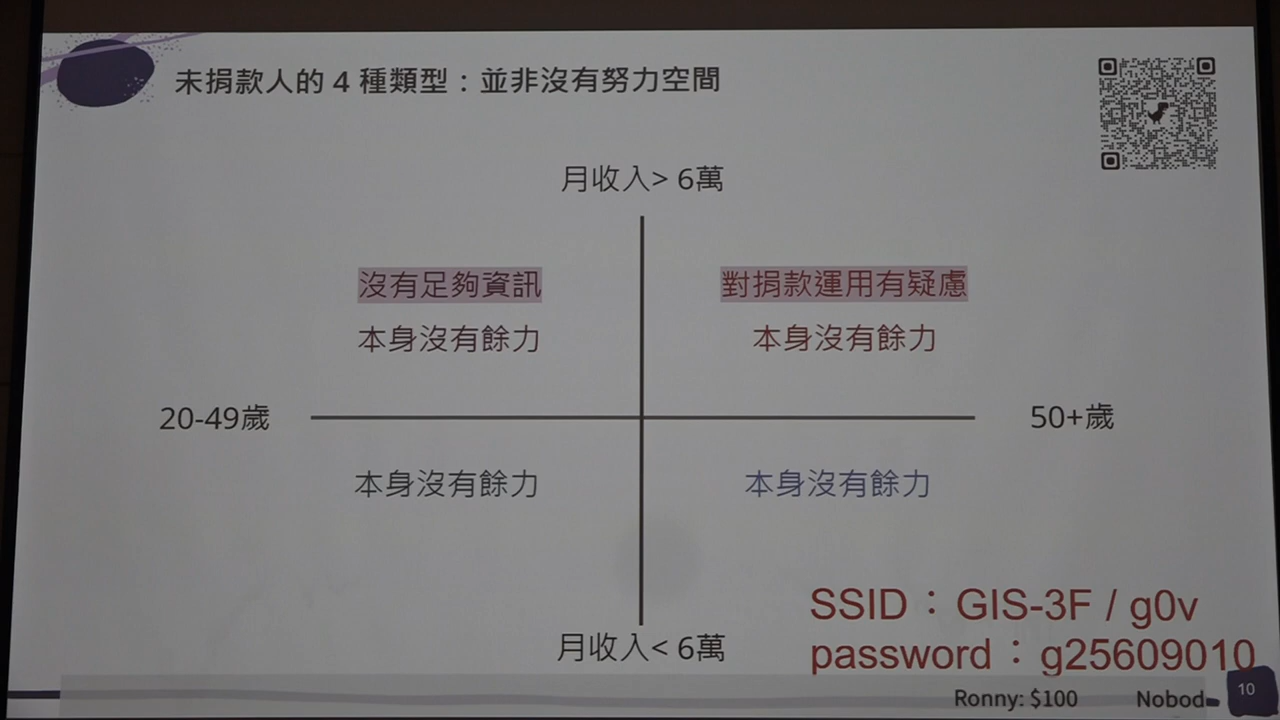 未捐款人的 4 種類型：並非沒有努力空間
月收入> 6萬
沒有足夠資訊
對捐款運用有疑慮
本身沒有餘力
本身沒有餘力
20-49歲
50+歲
本身沒有餘力
本身沒有餘力
月收入< 6萬
SSID：GIS-3F / g0v
password：g25609010
Ronny: $100
Nobod
10